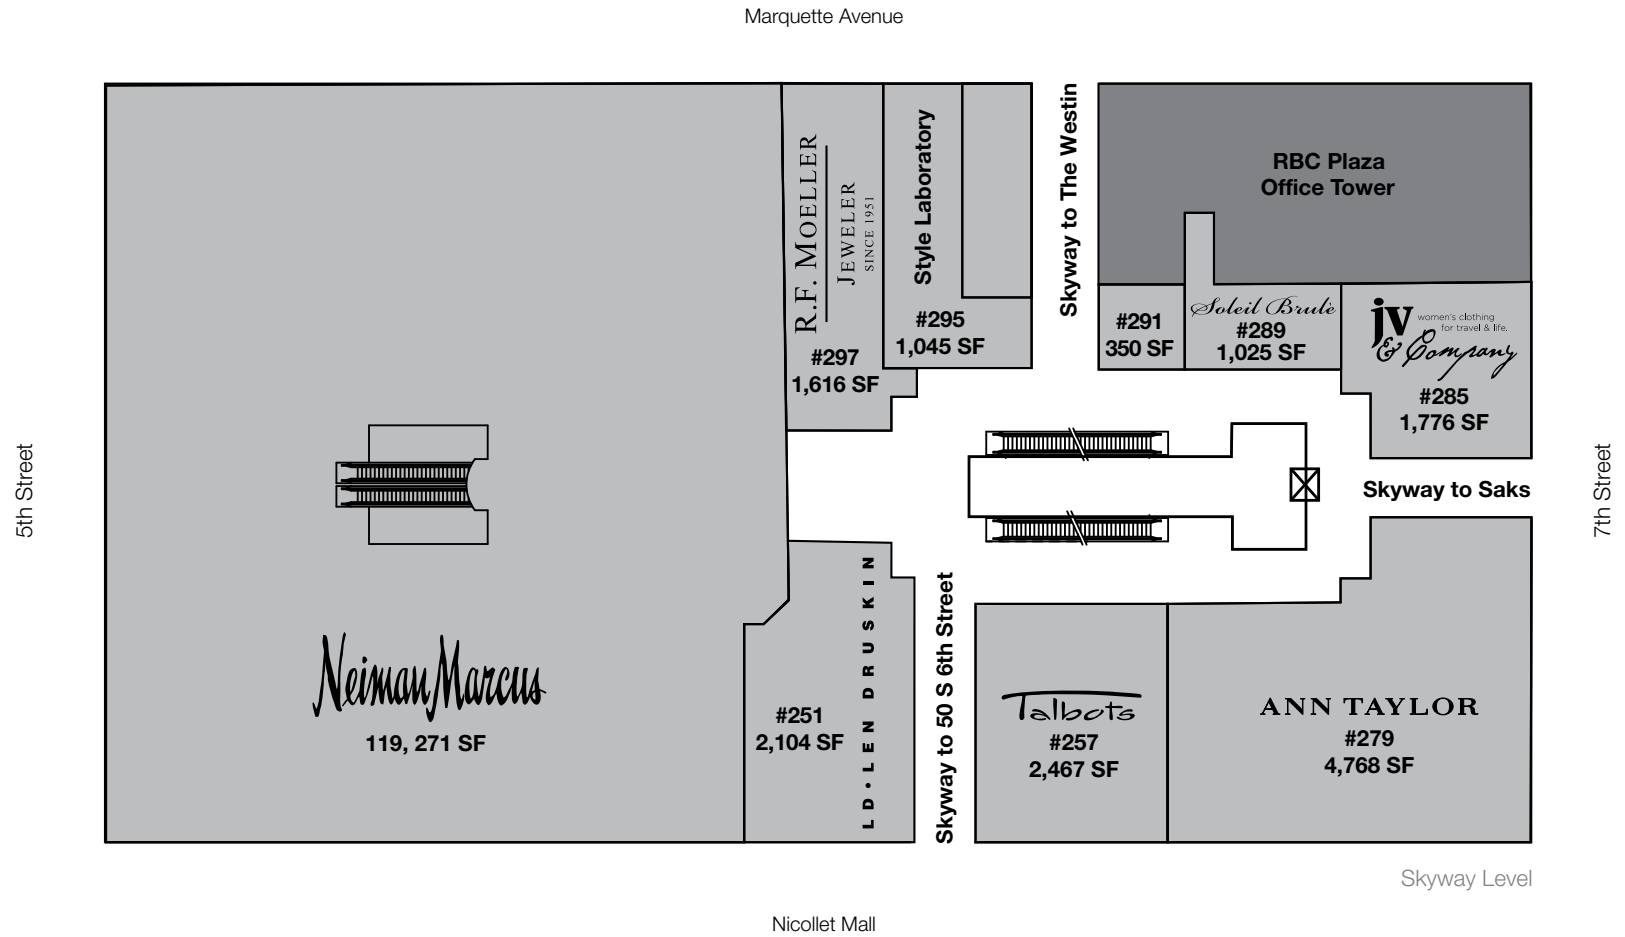 Marquette Avenue
5th Street
7th Street
Neiman Marcus
119, 271 SF
R.F. MOELLER
JEWELER
SINCE 1951
#297
1,616 SF
Style Laboratory
#295
1,045 SF
Skyway to The Westin
RBC Plaza
Office Tower
#291
350 SF
Soleil Brulè
#289
1,025 SF
jv
women's clothing
for travel & life.
& Company
#285
1,776 SF
Skyway to Saks
LD•LEN DRUSKIN
#251
2,104 SF
Skyway to 50 S 6th Street
Talbots
#257
2,467 SF
ANN TAYLOR
#279
4,768 SF
Skyway Level
Nicollet Mall